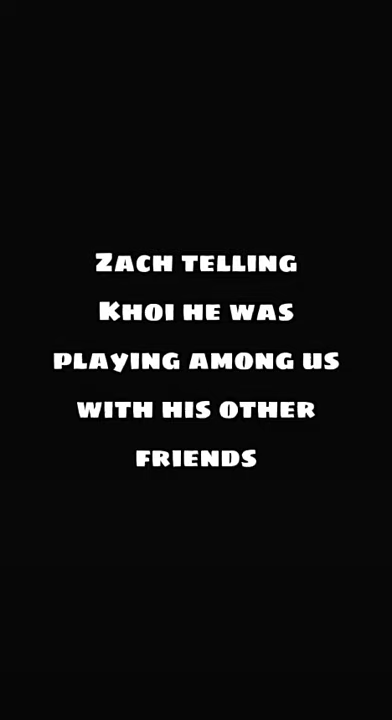 Zach telling
Khoi he was
playing among us
with his other
friends